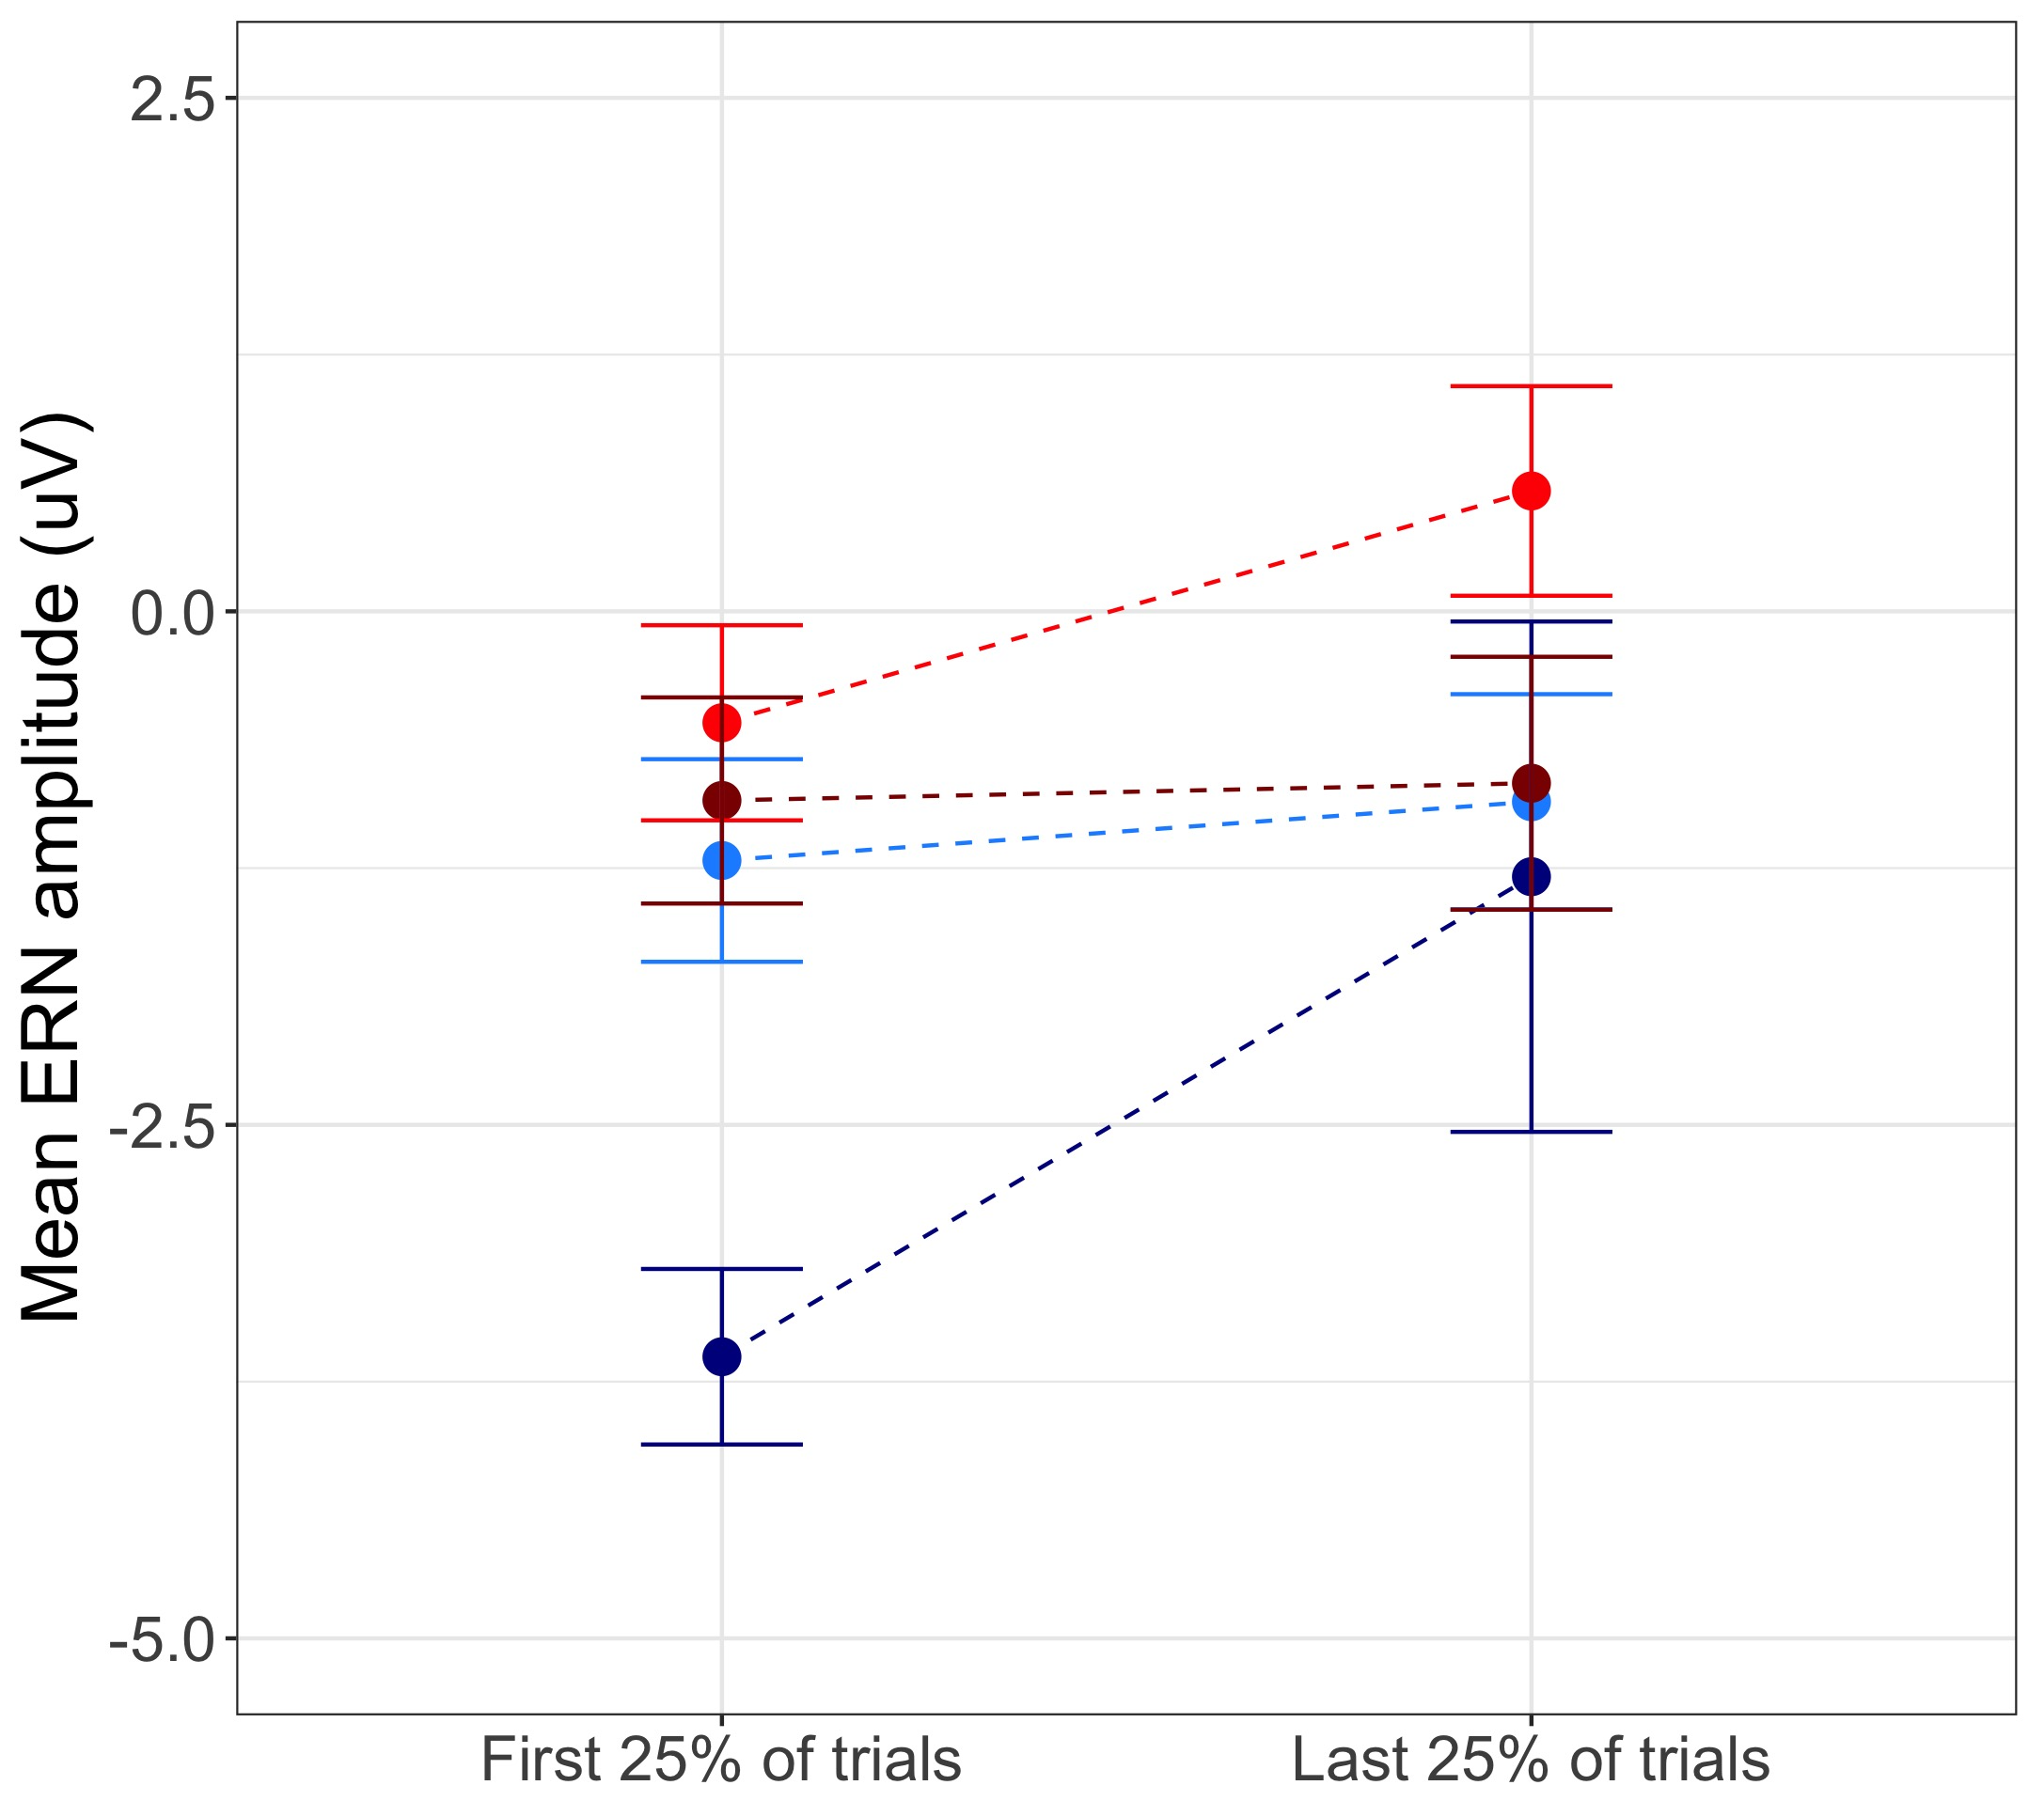 Mean ERN amplitude (uV)
2.5
0.0
-2.5
-5.0
First 25% of trials
Last 25% of trials